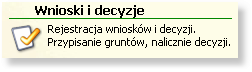 Wnioski i decyzje
Rejestracja wniosków i decyzji.
Przypisanie gruntów, nalicznie decyzji.